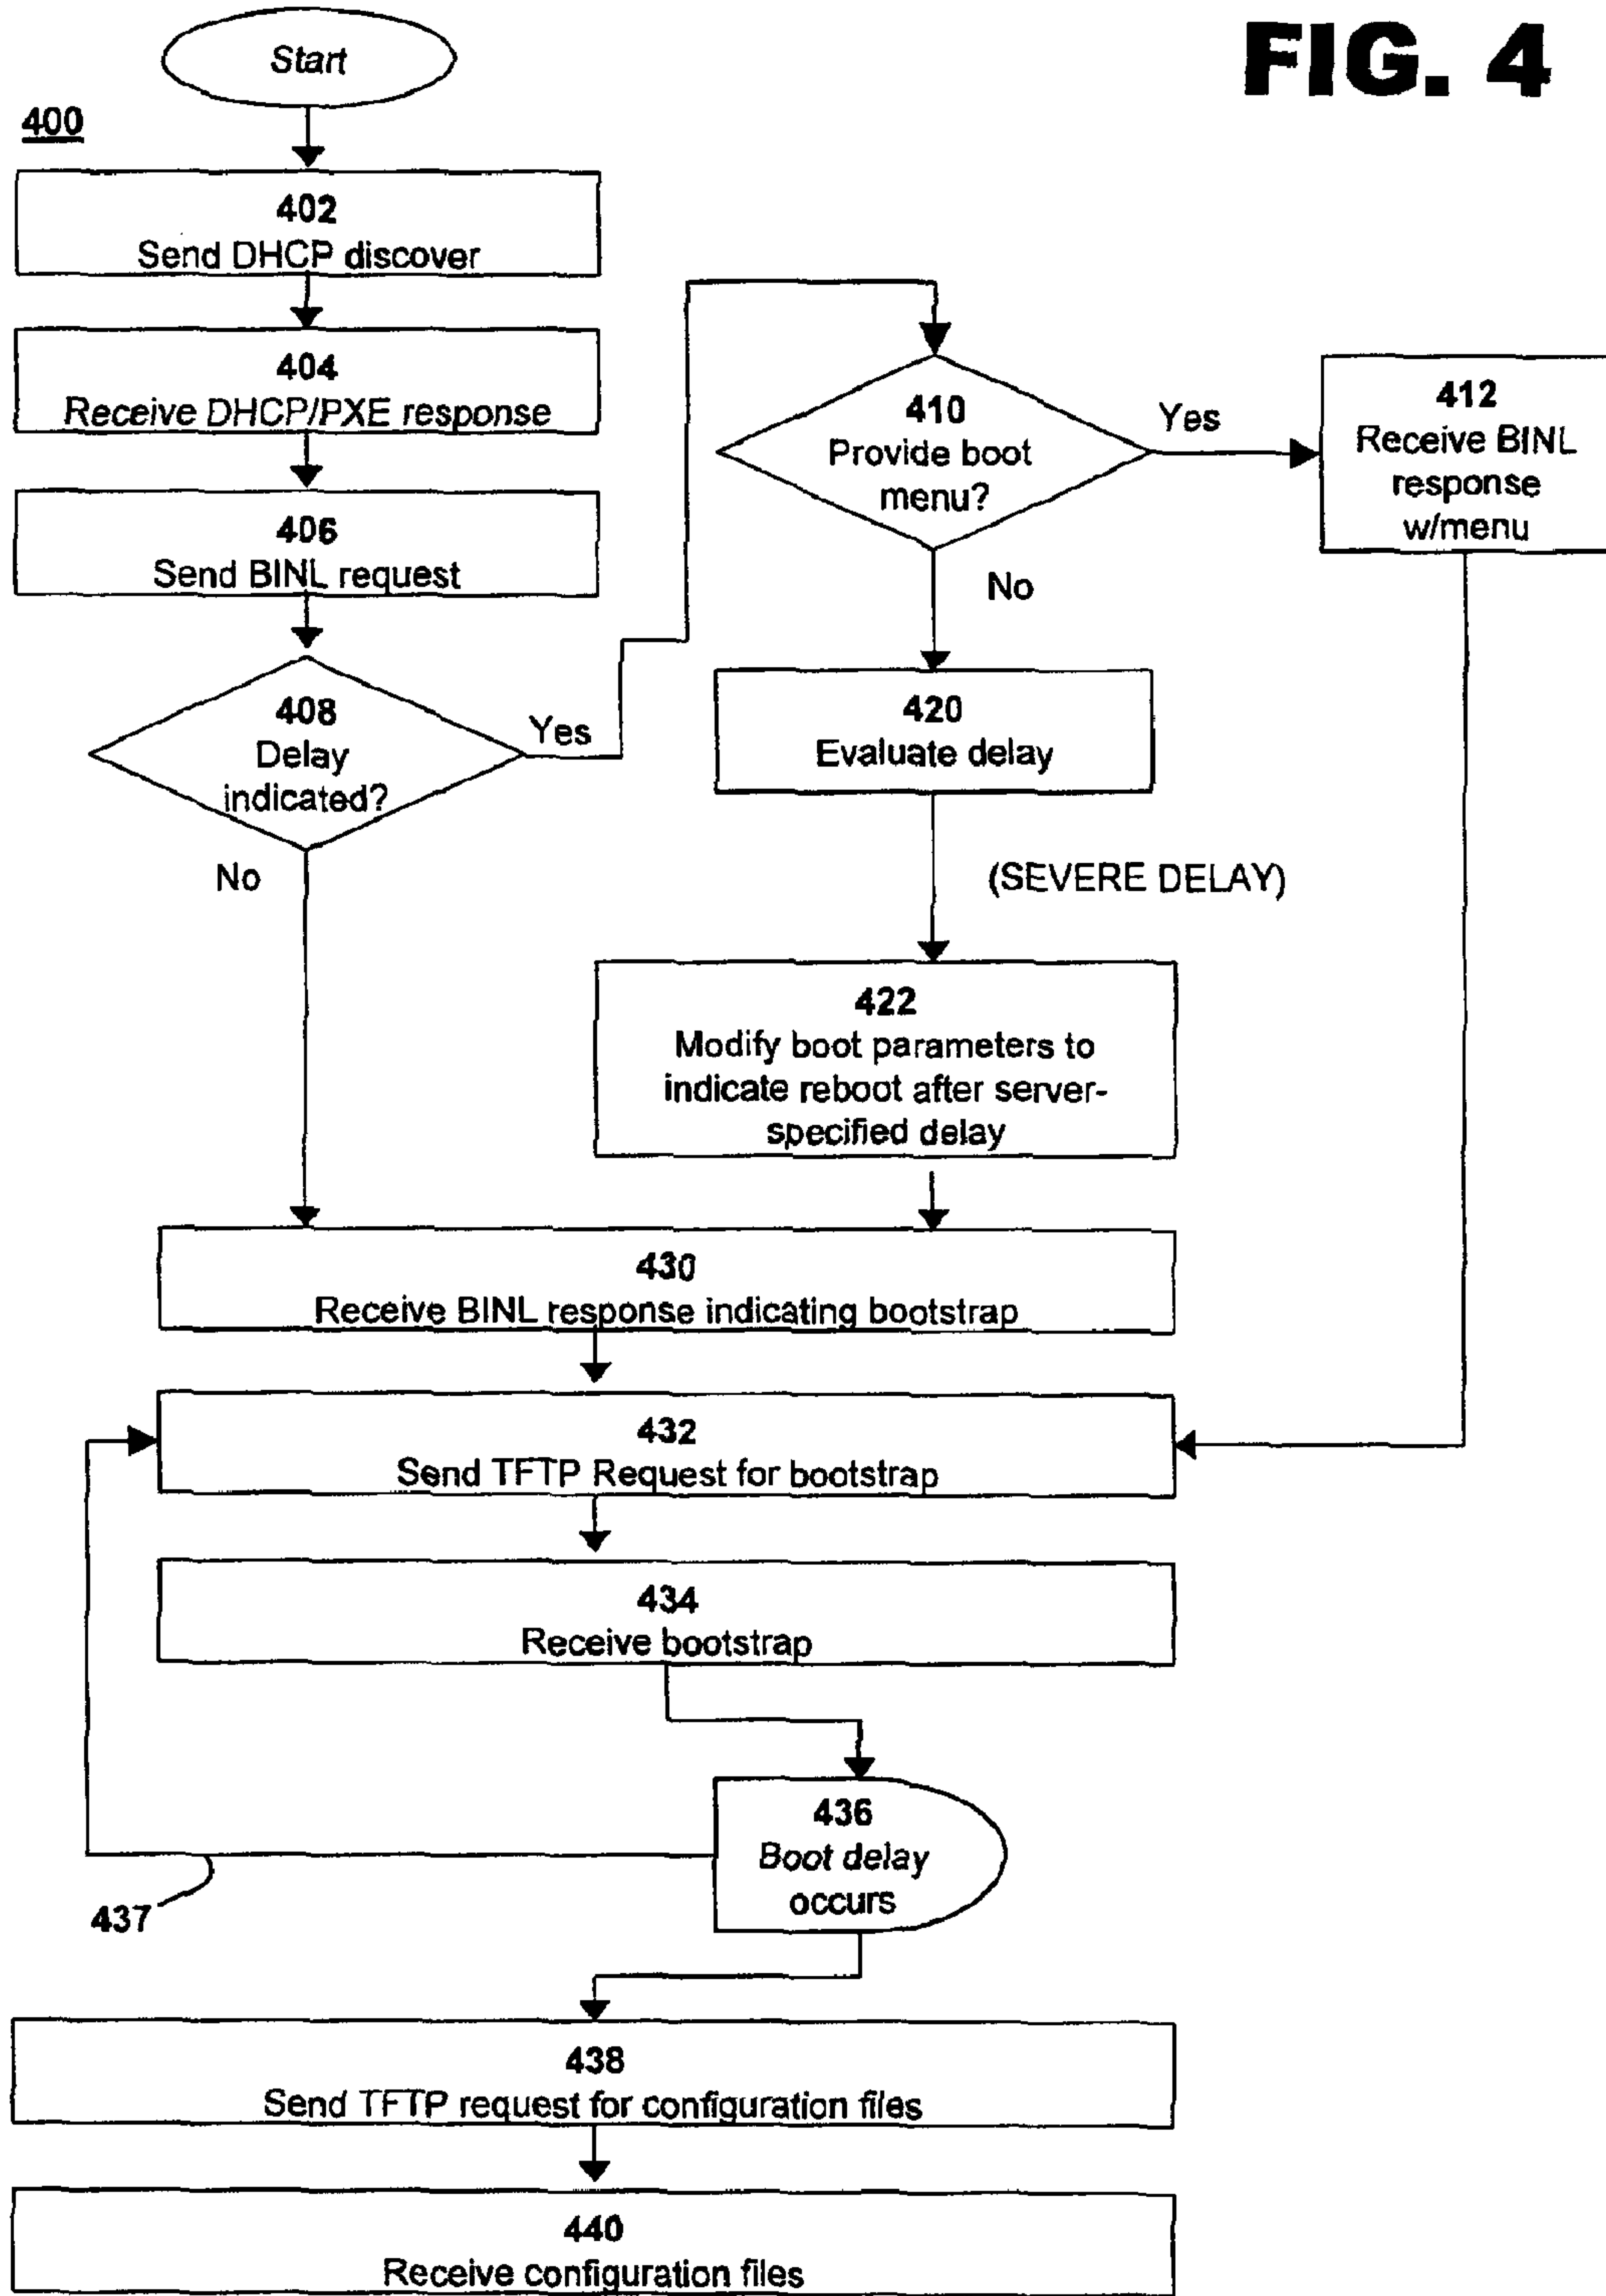 FIG. 4
Start
400
402
Send DHCP discover
404
Receive DHCP/PXE response
406
Send BINL request
408
Delay
indicated?
Yes
No
410
Provide boot
menu?
Yes
No
412
Receive BINL
response
w/menu
420
Evaluate delay
(SEVERE DELAY)
422
Modify boot parameters to
indicate reboot after server-
specified delay
430
Receive BINL response indicating bootstrap
432
Send TFTP Request for bootstrap
434
Receive bootstrap
436
Boot delay
occurs
437
438
Send TFTP request for configuration files
440
Receive configuration files